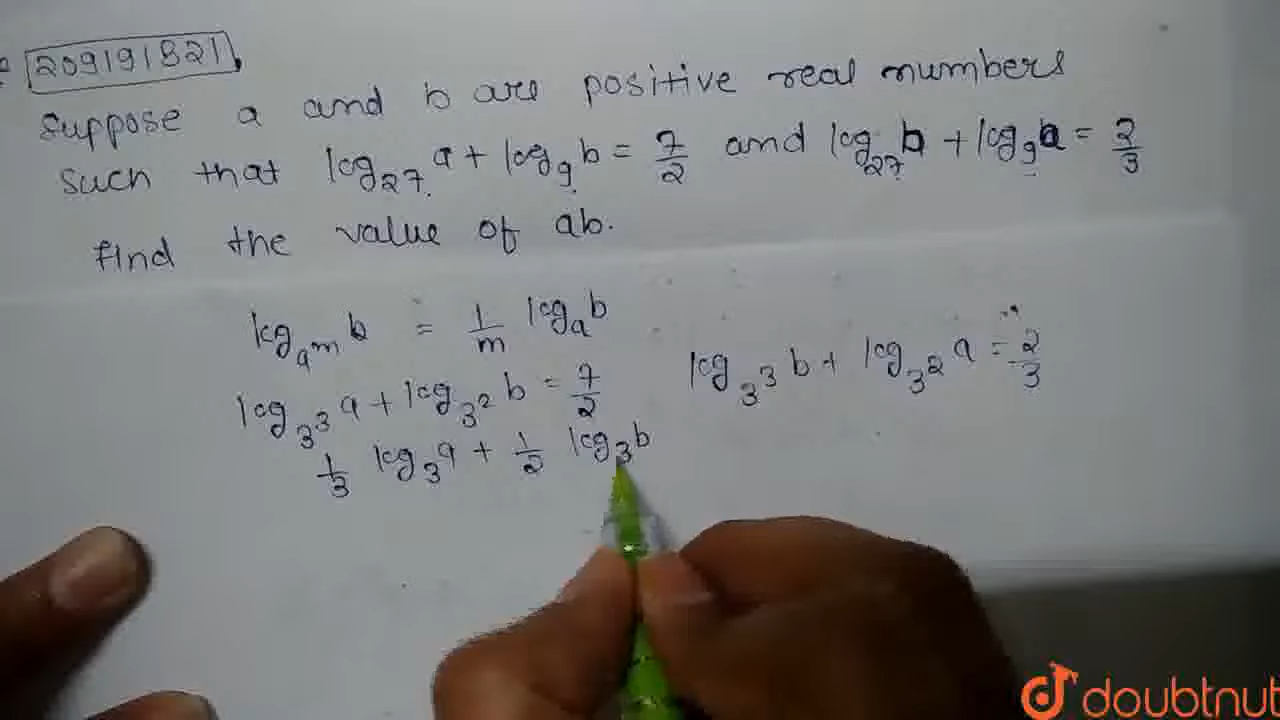 209191821
Suppose a and b are positive real numbers
such that log₂₇ a + log₉ b = 7/2 and log₂₇ b + log₉ a = 2/3
Find the value of ab.
log_{a^m} b = 1/m log_a b
log_{3^3} a + log_{3^2} b = 7/2 log_{3^3} b + log_{3^2} a = 2/3
1/3 log₃ a + 1/2 log₃ b
doubtnut